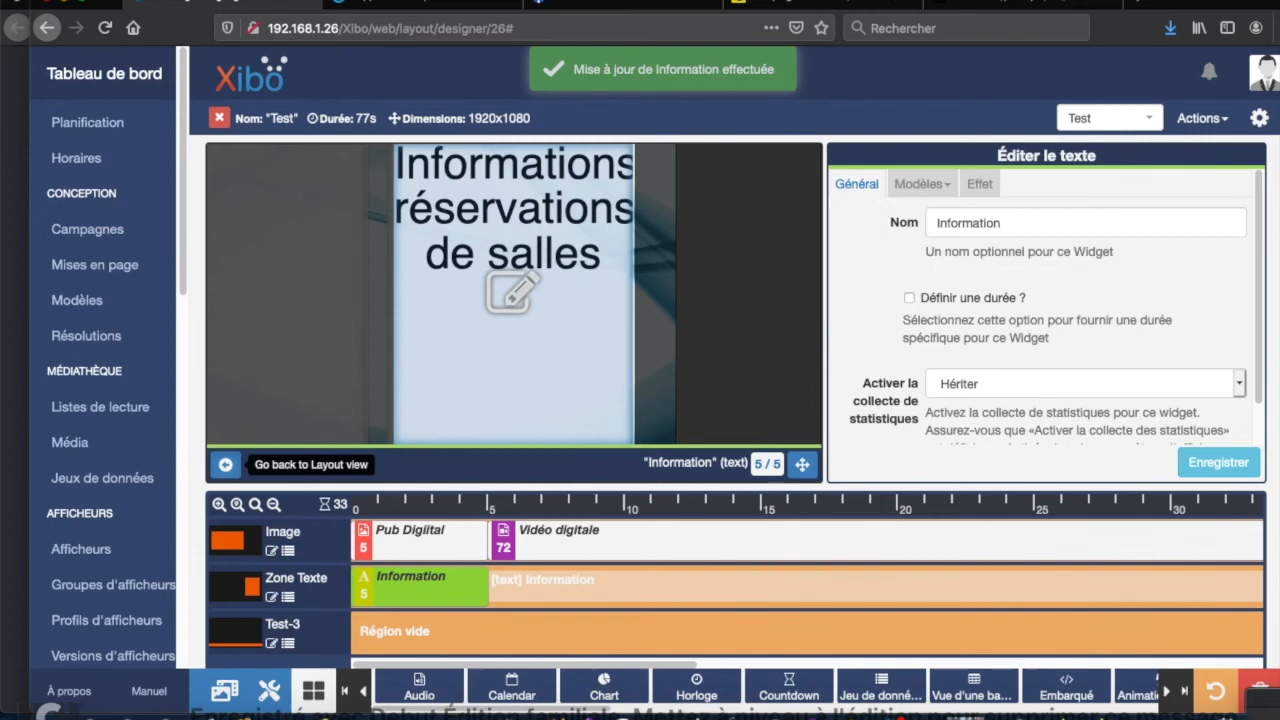 192.168.1.26/Xibo/web/layout/designer/26#
Rechercher
Tableau de bord
Xibo
Mise à jour de Information effectuée
Nom: "Test" Durée: 77s Dimensions: 1920x1080
Test
Actions
Planification
Horaires
CONCEPTION
Campagnes
Mises en page
Modèles
Résolutions
MÉDIATHÈQUE
Listes de lecture
Média
Jeux de données
AFFICHEURS
Afficheurs
Groupes d'afficheurs
Profils d'afficheurs
Versions d'afficheurs
À propos
Manuel
Informations
réservations
de salles
Go back to Layout view
"Information" (text) 5 / 5
Éditer le texte
Général Modèles Effet
Nom
Information
Un nom optionnel pour ce Widget
Définir une durée ?
Sélectionnez cette option pour fournir une durée
spécifique pour ce Widget
Activer la
collecte de
statistiques
Hériter
Activez la collecte de statistiques pour ce widget.
Assurez-vous que «Activer la collecte des statistiques»
Enregistrer
33 0 5 10 15 20 25 30
Image
5 Pub Digiital
72 Vidéo digitale
Zone Texte
A 5 Information
[text] Information
Test-3
Région vide
Audio
Calendar
Chart
Horloge
Countdown
Jeu de donné...
Vue d'une ba...
Embarqué
Animati